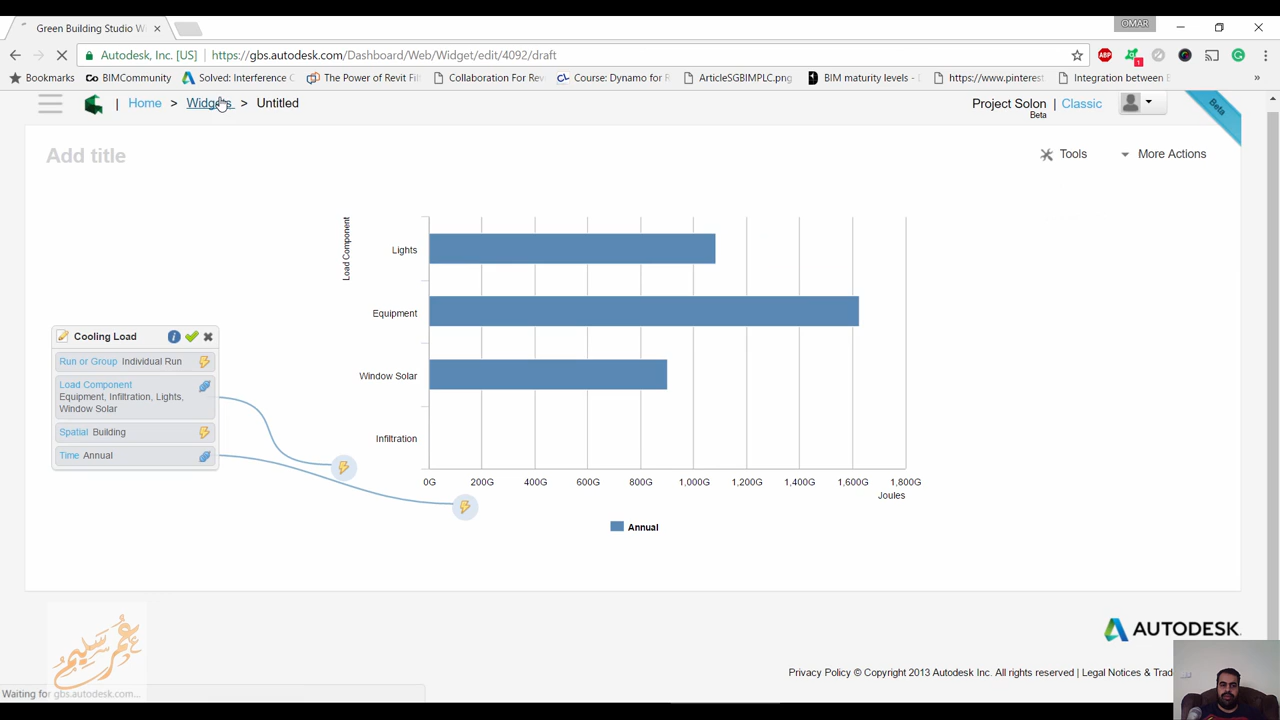 Green Building Studio W
OMAR
Autodesk, Inc. [US] | https://gbs.autodesk.com/Dashboard/Web/Widget/edit/4092/draft
ABP
1
Bookmarks
BIMCommunity
Solved: Interference C
The Power of Revit Fil
Collaboration For Rev
Course: Dynamo for R
ArticleSGBIMPLC.png
BIM maturity levels -
https://www.pinterest
Integration between B
| Home > Widgets > Untitled
Project Solon | Classic
Beta
Beta
Add title
Tools
More Actions
Load Component
Lights
Equipment
Window Solar
Infiltration
0G 200G 400G 600G 800G 1,000G 1,200G 1,400G 1,600G 1,800G
Joules
Annual
Cooling Load
Run or Group Individual Run
Load Component
Equipment, Infiltration, Lights,
Window Solar
Spatial Building
Time Annual
عمر سليم
AUTODESK.
Privacy Policy © Copyright 2013 Autodesk Inc. All rights reserved | Legal Notices & Trad
Waiting for gbs.autodesk.com...